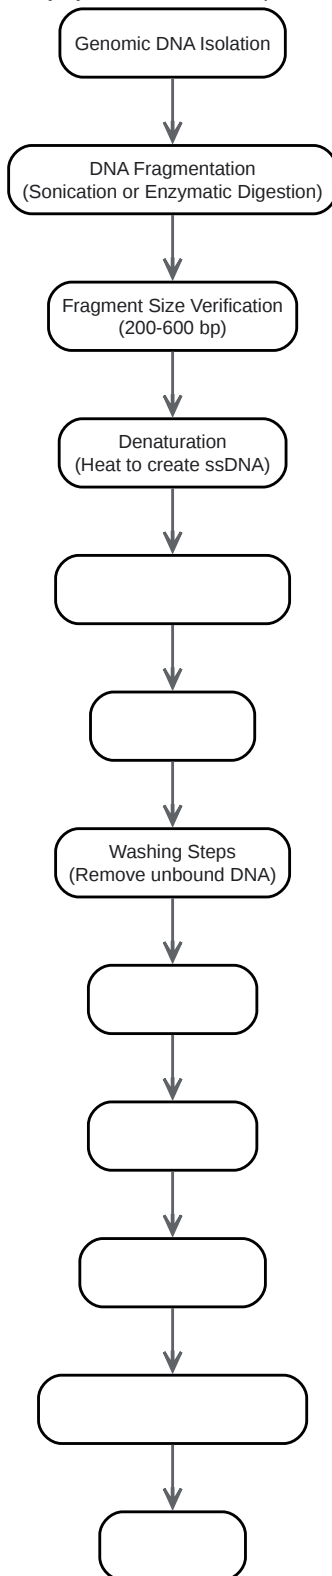 Genomic DNA Isolation
DNA Fragmentation
(Sonication or Enzymatic Digestion)
Fragment Size Verification
(200-600 bp)
Denaturation
(Heat to create ssDNA)
Washing Steps
(Remove unbound DNA)